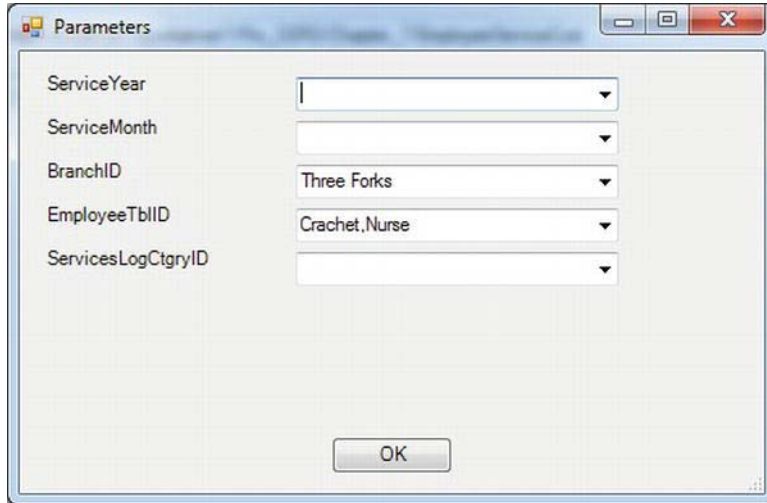 Parameters
ServiceYear
ServiceMonth
BranchID Three Forks
EmployeeTblID Crachet,Nurse
ServicesLogCtgryID
OK